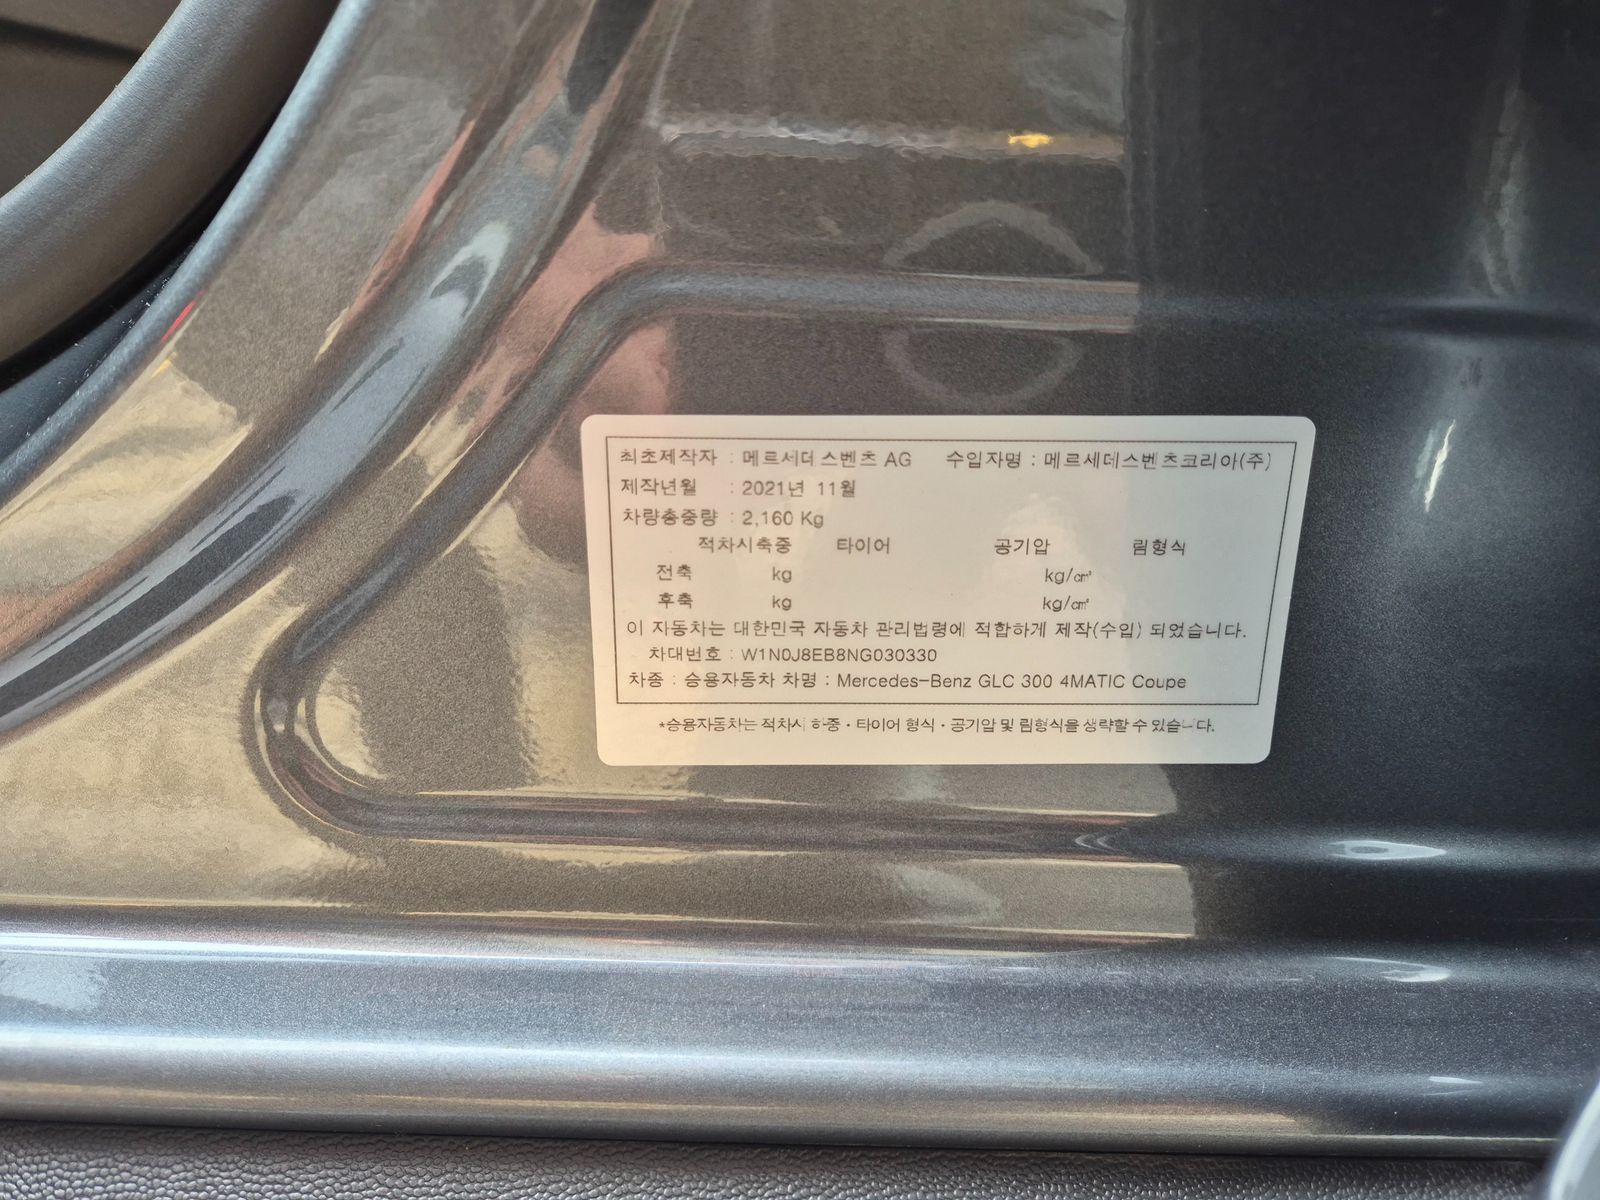 최초제작자 : 메르세데스벤츠 AG 수입자명 : 메르세데스벤츠코리아(주)
제작년월 : 2021년 11월
차량총중량 : 2,160 Kg
적차시축중 타이어 공기압 림형식
전축 kg kg/㎠
후축 kg kg/㎠
이 자동차는 대한민국 자동차 관리법령에 적합하게 제작(수입) 되었습니다.
차대번호 : W1N0J8EB8NG030330
차종 : 승용자동차 차명 : Mercedes-Benz GLC 300 4MATIC Coupe
*승용자동차는 적차시 하중·타이어 형식·공기압 및 림형식을 생략할 수 있습니다.